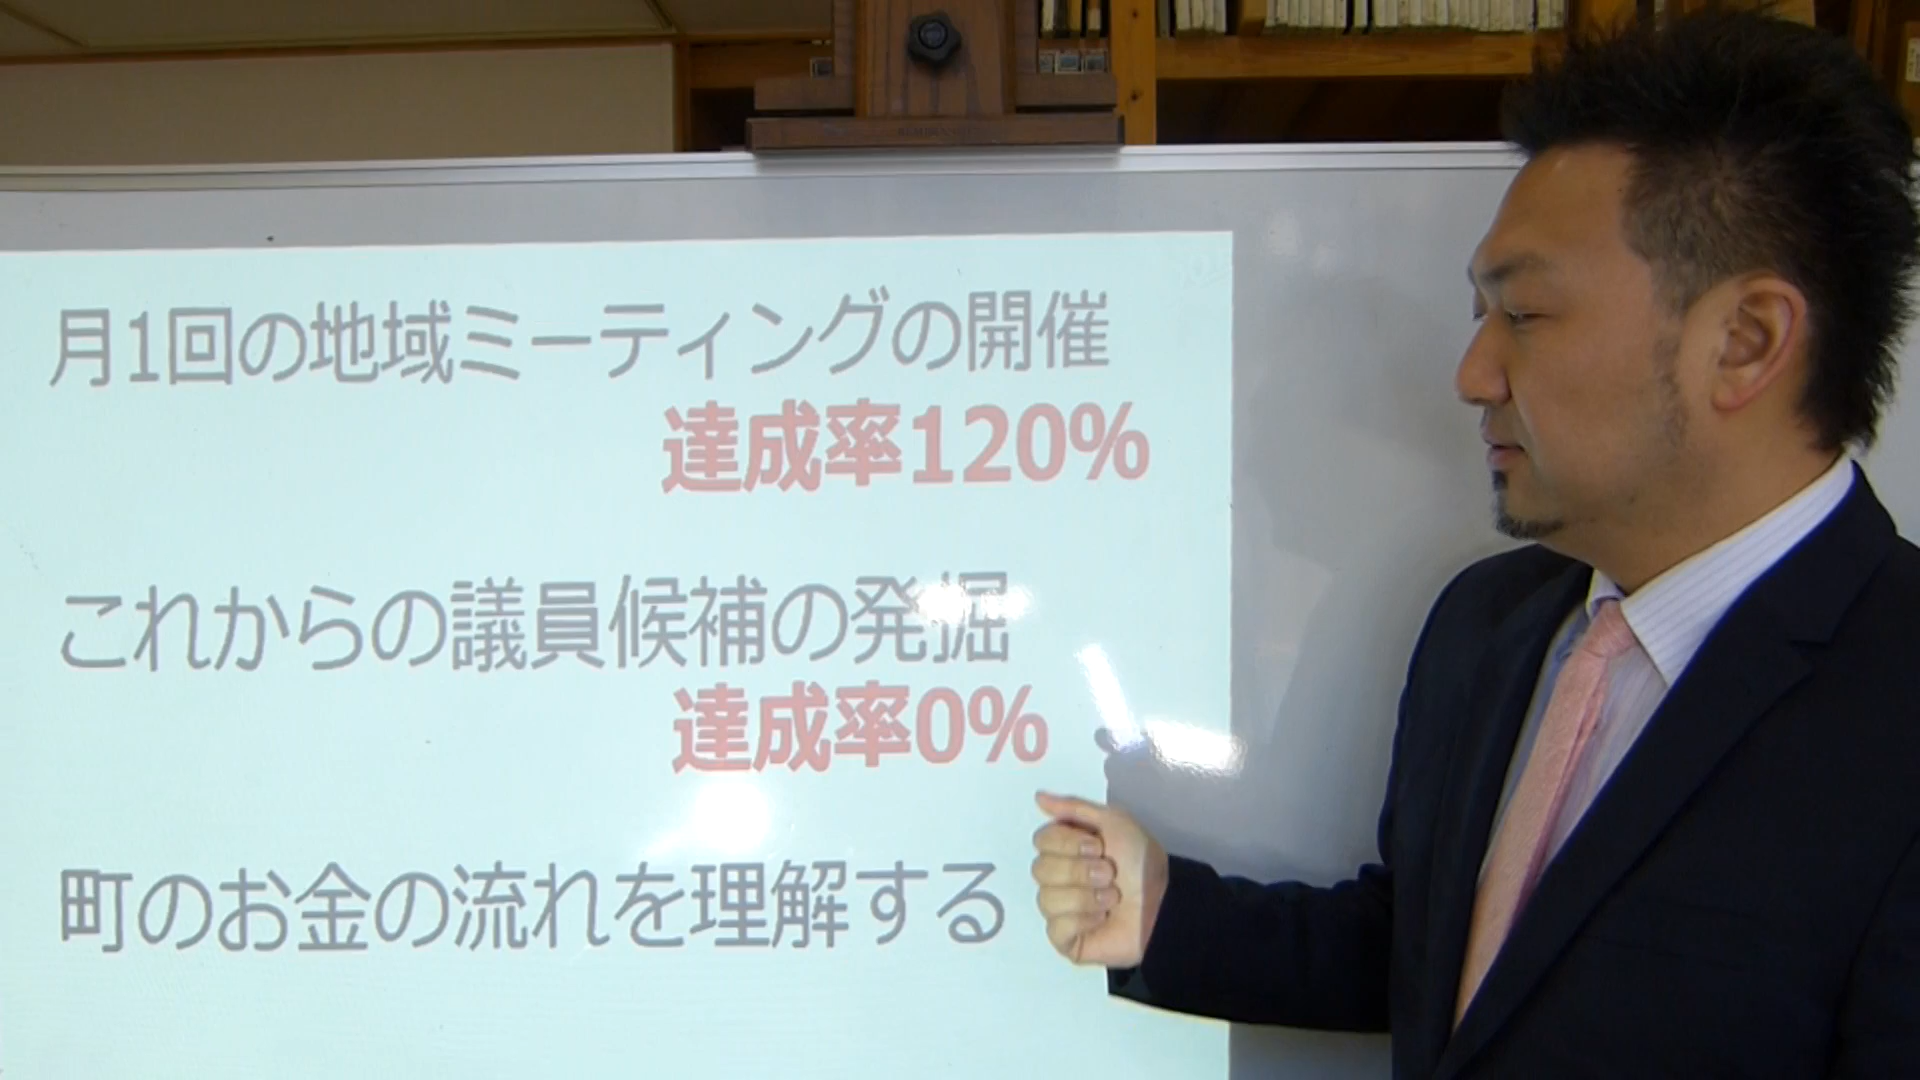 月1回の地域ミーティングの開催
達成率120%
これからの議員候補の発掘
達成率0%
町のお金の流れを理解する